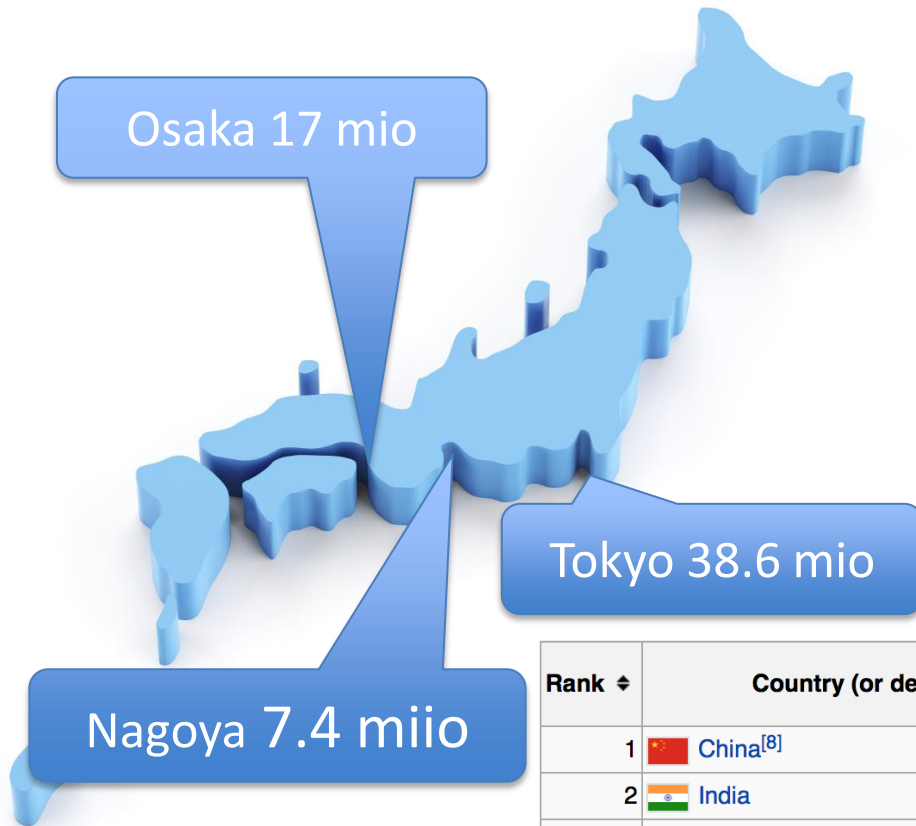 Osaka 17 mio
Tokyo 38.6 mio
Nagoya 7.4 miio
Rank Country (or de
1 China[8]
2 India